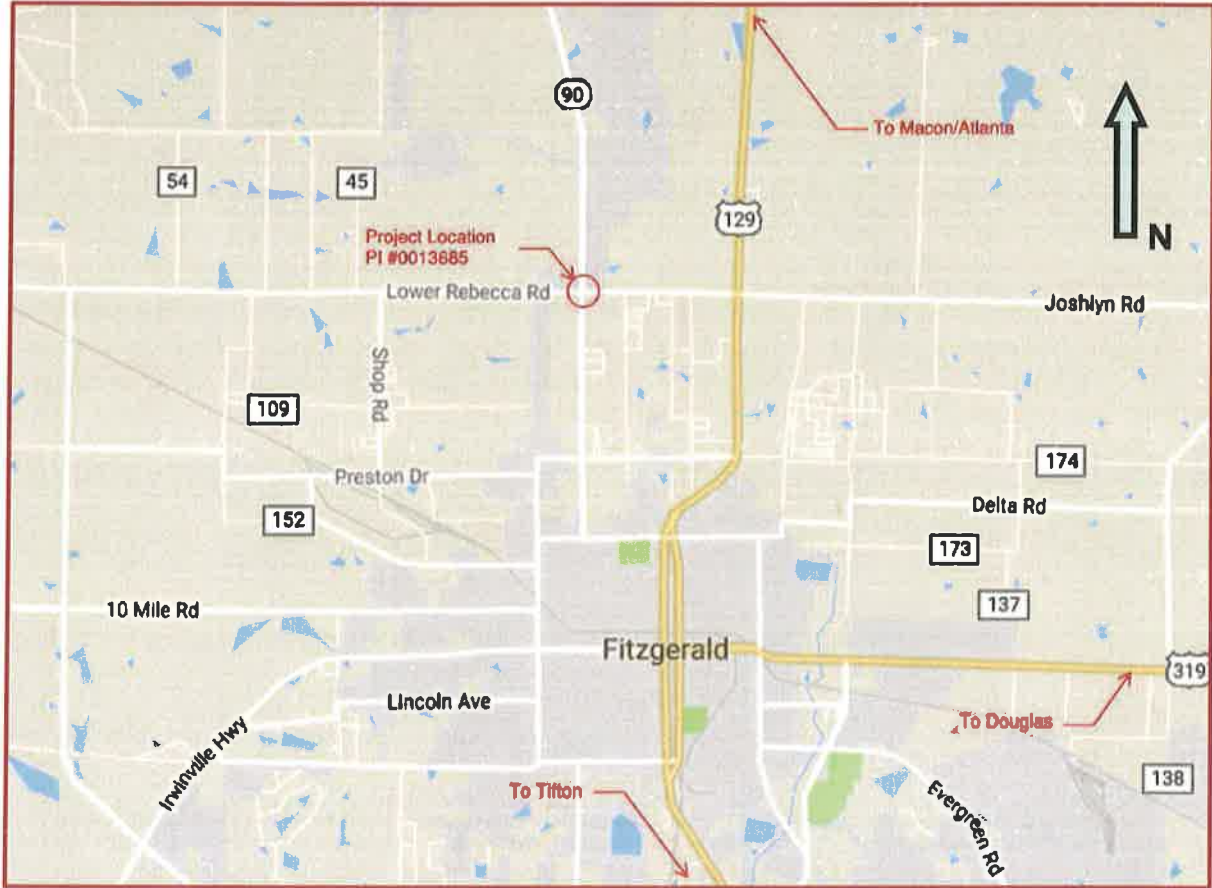 90
To Macon/Atlanta
54
45
129
N
Project Location
PI #0013685
Lower Rebecca Rd
Joshlyn Rd
Shop Rd
109
174
Preston Dr
Delta Rd
152
173
137
10 Mile Rd
Fitzgerald
319
Lincoln Ave
To Douglas
Irwinville Hwy
138
To Tifton
Evergreen Rd